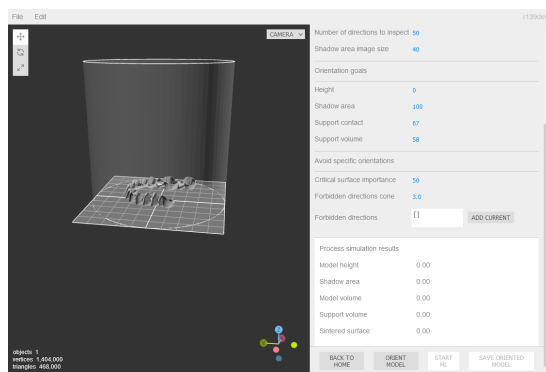 File Edit r139dev
CAMERA
Number of directions to inspect 50
Shadow area image size 40
Orientation goals
Height 0
Shadow area 100
Support contact 67
Support volume 58
Avoid specific orientations
Critical surface importance 50
Forbidden directions cone 3.0
Forbidden directions [ ] ADD CURRENT
Process simulation results
Model height 0.00
Shadow area 0.00
Model volume 0.00
Support volume 0.00
Sintered surface 0.00
objects 1
vertices 1,404,000
triangles 468,000
BACK TO HOME
ORIENT MODEL
START ML
SAVE ORIENTED MODEL